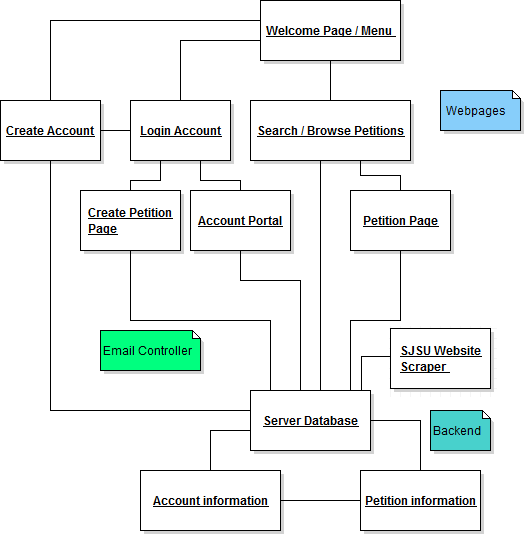 Welcome Page / Menu
Webpages
Create Account
Login Account
Search / Browse Petitions
Create Petition
Page
Account Portal
Petition Page
Email Controller
SJSU Website
Scraper
Server Database
Backend
Account information
Petition information